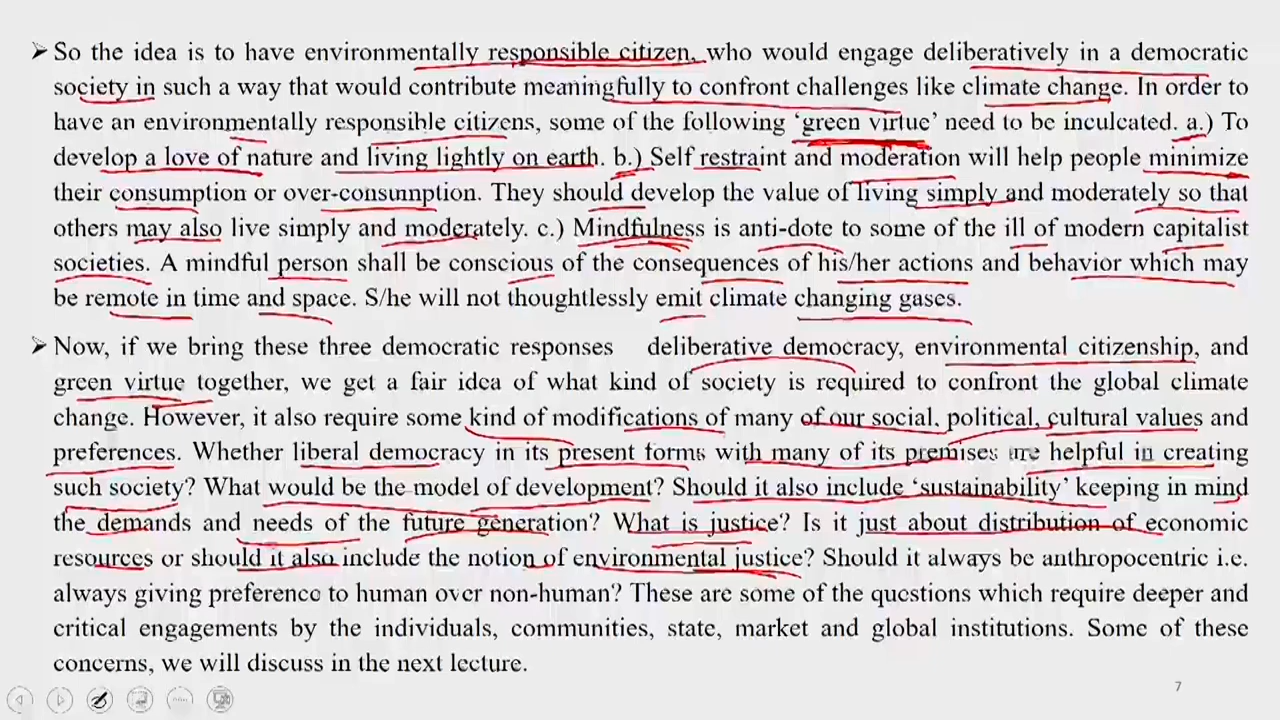 ➢ So the idea is to have environmentally responsible citizen, who would engage deliberatively in a democratic
society in such a way that would contribute meaningfully to confront challenges like climate change. In order to
have an environmentally responsible citizens, some of the following ‘green virtue’ need to be inculcated. a.) To
develop a love of nature and living lightly on earth. b.) Self restraint and moderation will help people minimize
their consumption or over-consumption. They should develop the value of living simply and moderately so that
others may also live simply and moderately. c.) Mindfulness is anti-dote to some of the ill of modern capitalist
societies. A mindful person shall be conscious of the consequences of his/her actions and behavior which may
be remote in time and space. S/he will not thoughtlessly emit climate changing gases.
➢ Now, if we bring these three democratic responses deliberative democracy, environmental citizenship, and
green virtue together, we get a fair idea of what kind of society is required to confront the global climate
change. However, it also require some kind of modifications of many of our social, political, cultural values and
preferences. Whether liberal democracy in its present forms with many of its premises are helpful in creating
such society? What would be the model of development? Should it also include ‘sustainability’ keeping in mind
the demands and needs of the future generation? What is justice? Is it just about distribution of economic
resources or should it also include the notion of environmental justice? Should it always be anthropocentric i.e.
always giving preference to human over non-human? These are some of the questions which require deeper and
critical engagements by the individuals, communities, state, market and global institutions. Some of these
concerns, we will discuss in the next lecture.
7